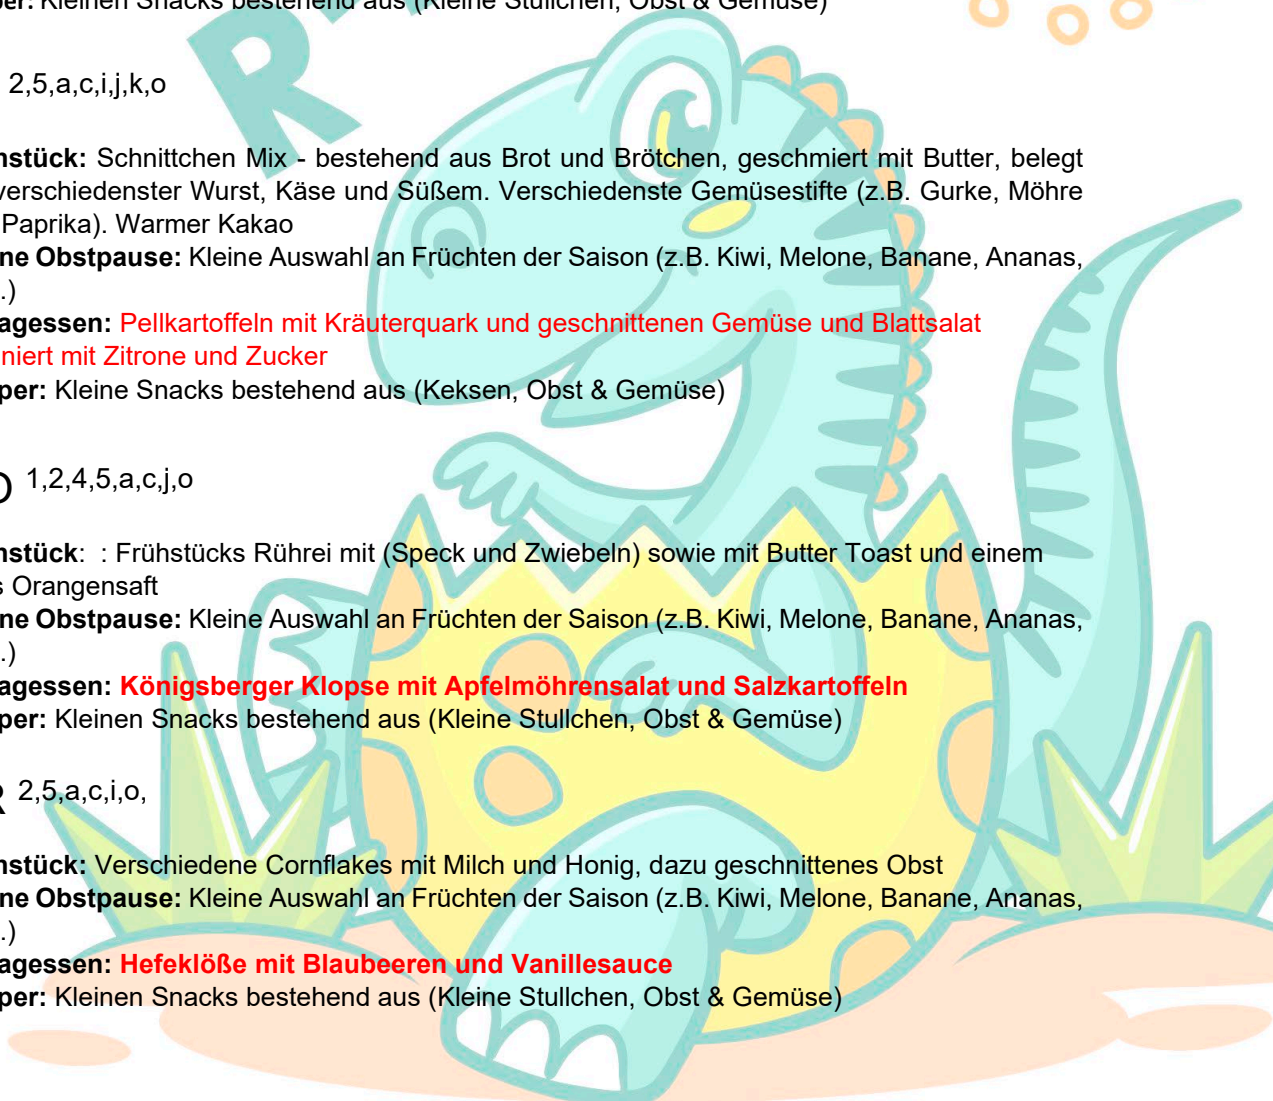 per: Kleinen Snacks bestehend aus (Kleine Stullchen, Obst & Gemüse)
R
2,5,a,c,i,j,k,o
nstück: Schnittchen Mix - bestehend aus Brot und Brötchen, geschmiert mit Butter, belegt
verschiedenster Wurst, Käse und Süßem. Verschiedenste Gemüsestifte (z.B. Gurke, Möhre
Paprika). Warmer Kakao
ne Obstpause: Kleine Auswahl an Früchten der Saison (z.B. Kiwi, Melone, Banane, Ananas,
.)
agessen: Pellkartoffeln mit Kräuterquark und geschnittenen Gemüse und Blattsalat
niert mit Zitrone und Zucker
per: Kleine Snacks bestehend aus (Keksen, Obst & Gemüse)
1,2,4,5,a,c,j,o
nstück: : Frühstücks Rührei mit (Speck und Zwiebeln) sowie mit Butter Toast und einem
s Orangensaft
ne Obstpause: Kleine Auswahl an Früchten der Saison (z.B. Kiwi, Melone, Banane, Ananas,
.)
agessen: Königsberger Klopse mit Apfelmöhrensalat und Salzkartoffeln
per: Kleinen Snacks bestehend aus (Kleine Stullchen, Obst & Gemüse)
R 2,5,a,c,i,o,
nstück: Verschiedene Cornflakes mit Milch und Honig, dazu geschnittenes Obst
ne Obstpause: Kleine Auswahl an Früchten der Saison (z.B. Kiwi, Melone, Banane, Ananas,
.)
agessen: Hefeklöße mit Blaubeeren und Vanillesauce
per: Kleinen Snacks bestehend aus (Kleine Stullchen, Obst & Gemüse)